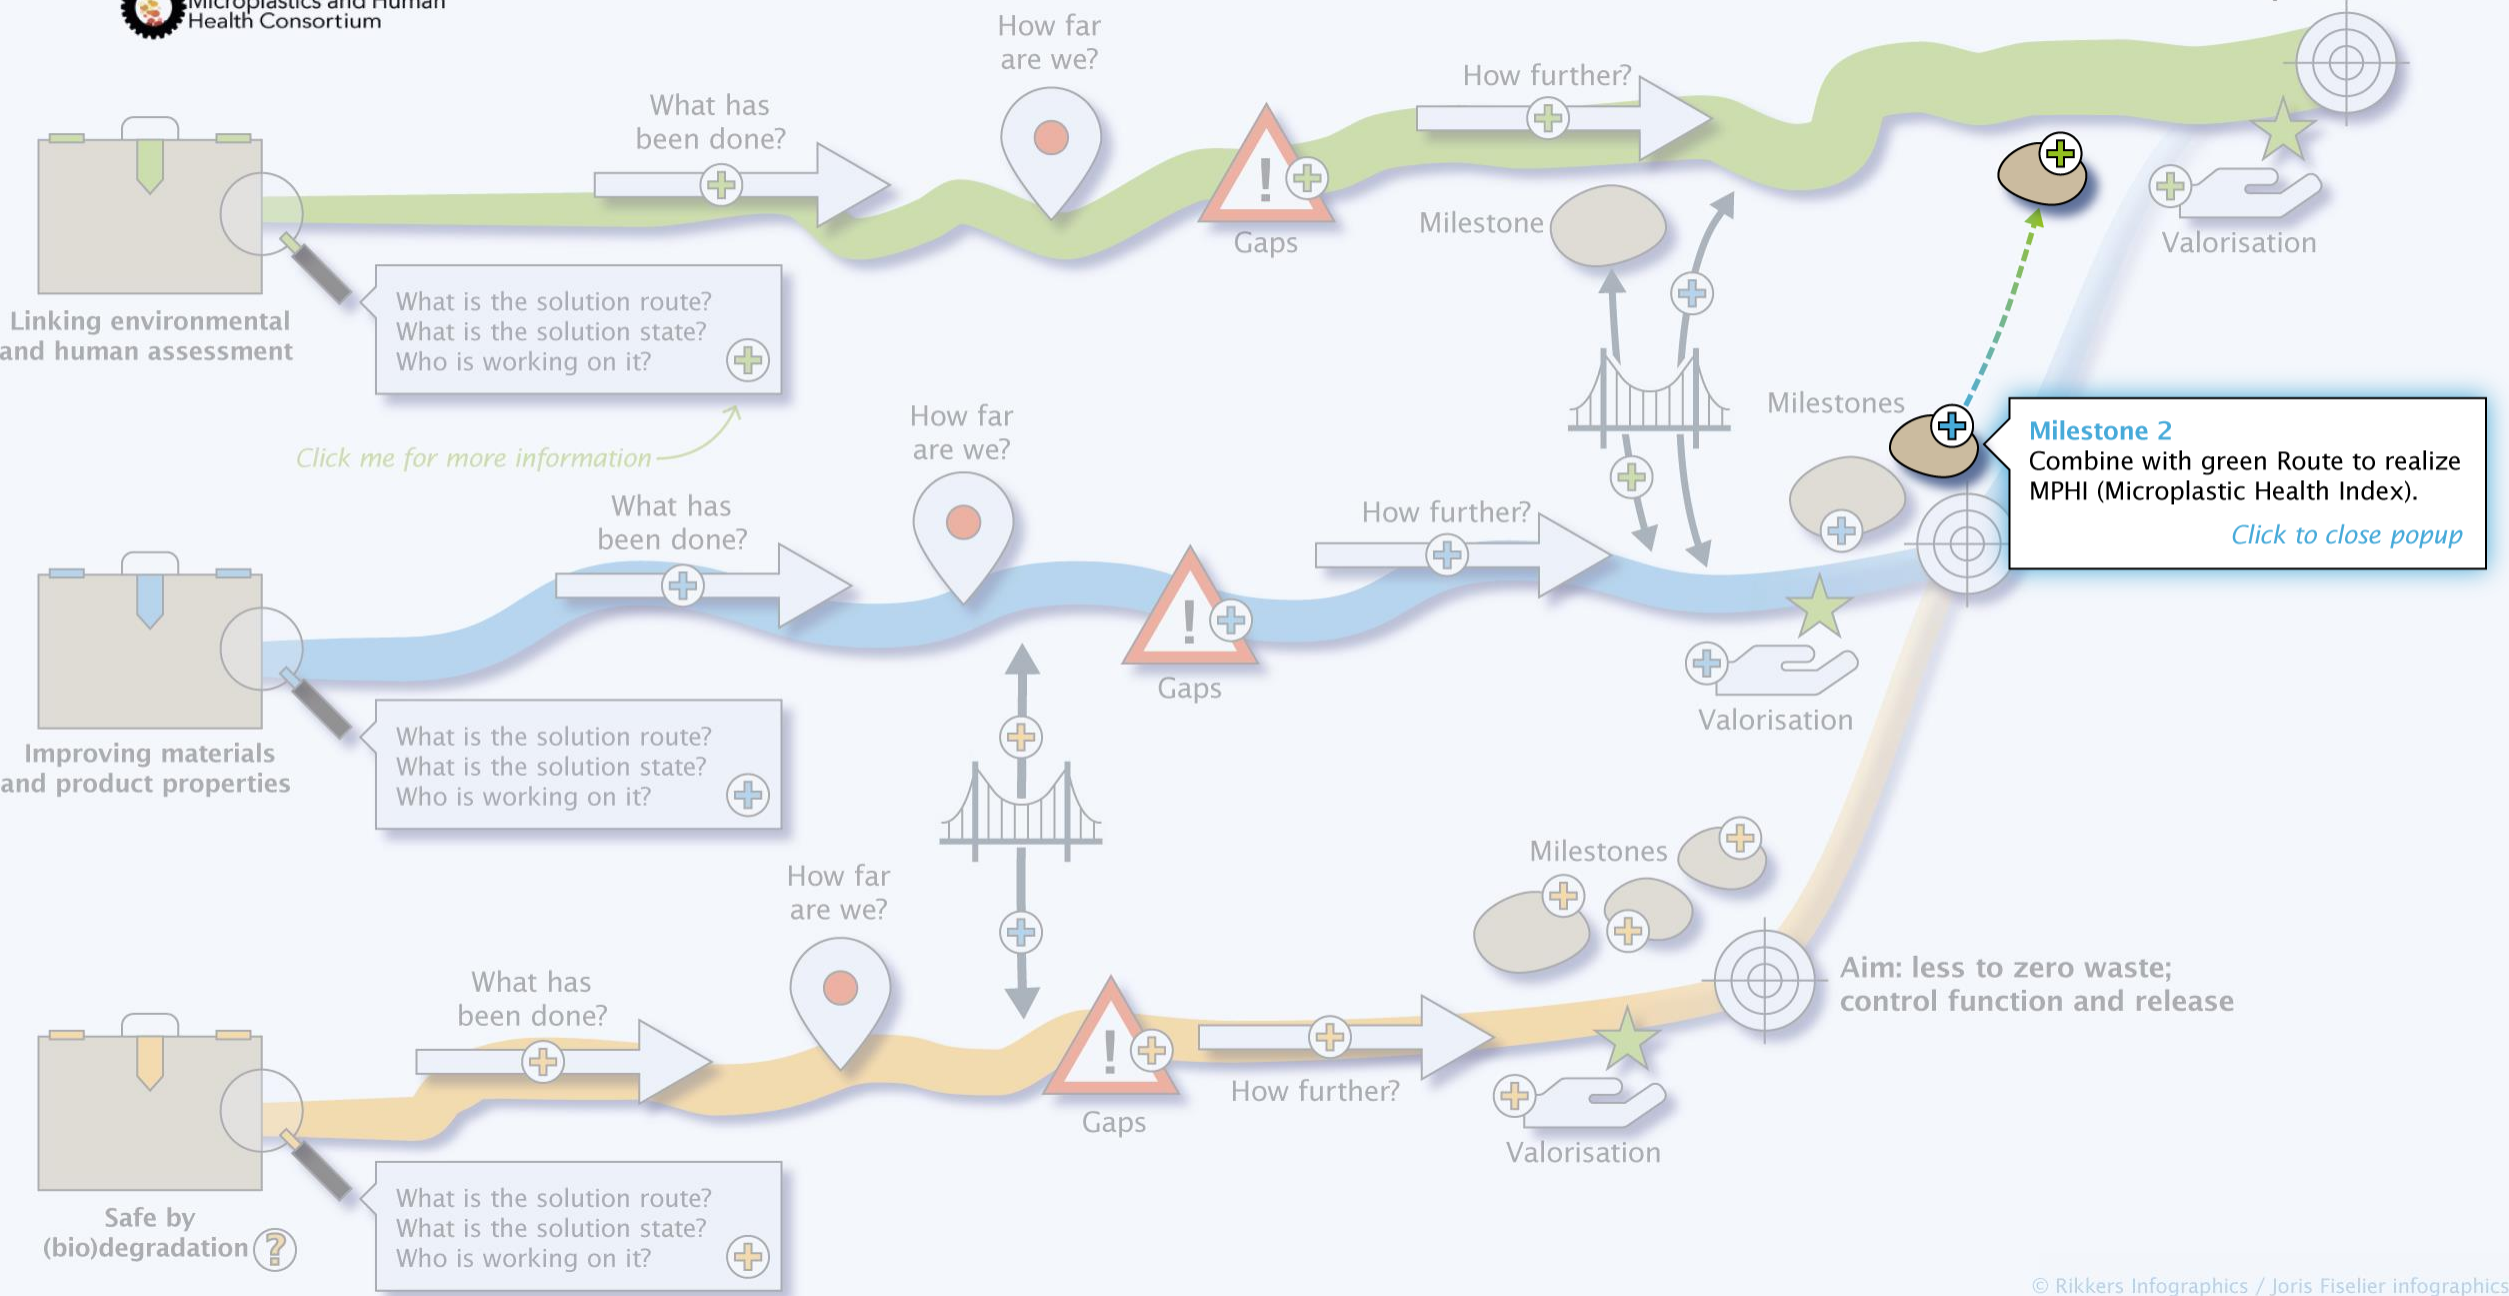 Microplastics and Human
Health Consortium
How far
are we?
What has
been done?
How further?
Milestone
Gaps
Valorisation
What is the solution route?
What is the solution state?
Who is working on it?
Linking environmental
and human assessment
Click me for more information
How far
are we?
Milestones
Milestone 2
Combine with green Route to realize
MPHI (Microplastic Health Index).
Click to close popup
What has
been done?
How further?
Gaps
Valorisation
What is the solution route?
What is the solution state?
Who is working on it?
Improving materials
and product properties
How far
are we?
Milestones
What has
been done?
Aim: less to zero waste;
control function and release
How further?
Gaps
Valorisation
What is the solution route?
What is the solution state?
Who is working on it?
Safe by
(bio)degradation ?
© Rikkers Infographics / Joris Fiselier infographics